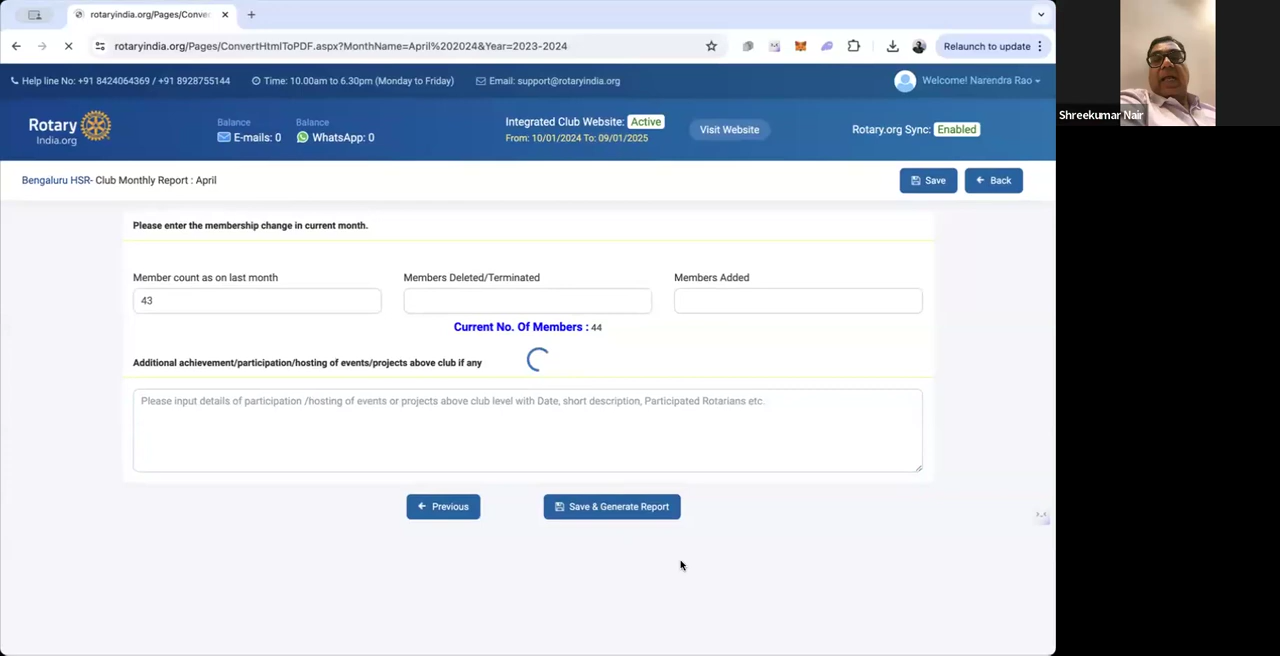 rotaryindia.org/Pages/Conver
rotaryindia.org/Pages/ConvertHtmlToPDF.aspx?MonthName=April%202024&Year=2023-2024
Relaunch to update
Help line No: +91 8424064369 / +91 8928755144
Time: 10.00am to 6.30pm (Monday to Friday)
Email: support@rotaryindia.org
Welcome! Narendra Rao
Shreekumar Nair
Rotary
India.org
Balance
E-mails: 0
Balance
WhatsApp: 0
Integrated Club Website: Active
From: 10/01/2024 To: 09/01/2025
Visit Website
Rotary.org Sync: Enabled
Bengaluru HSR- Club Monthly Report : April
Save
Back
Please enter the membership change in current month.
Member count as on last month
Members Deleted/Terminated
Members Added
43
Current No. Of Members : 44
Additional achievement/participation/hosting of events/projects above club if any
Please input details of participation /hosting of events or projects above club level with Date, short description, Participated Rotarians etc.
Previous
Save & Generate Report